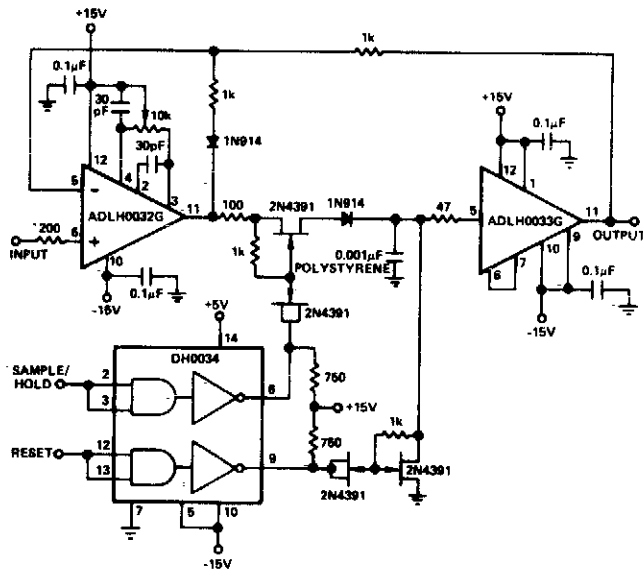 +15V
1k
0.1µF
1k
30
pF
10k
30pF
1N914
+15V
0.1µF
12
5
4
2
3
11
ADLH0032G
100
2N4391
1N914
47
12
1
5
ADLH0033G
11
OUTPUT
200
6
INPUT
10
0.1µF
-15V
1k
0.001µF
POLYSTYRENE
9
10
7
6
0.1µF
-15V
2N4391
+5V
14
DH0034
SAMPLE/
HOLD
2
3
6
750
+15V
750
RESET
12
13
9
1k
2N4391
2N4391
7
5
10
-15V